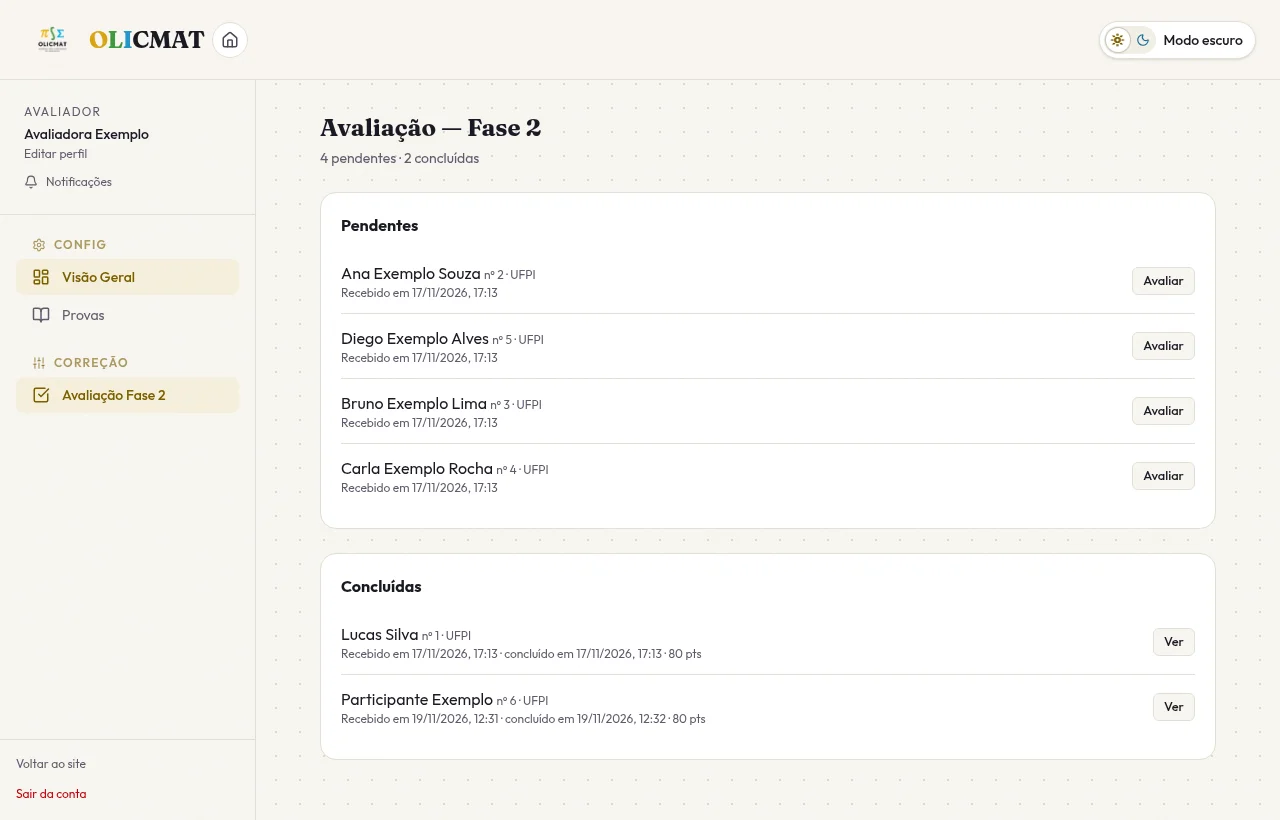 πSΣ
OLICMAT
OLICMAT
Modo escuro
AVALIADOR
Avaliadora Exemplo
Editar perfil
Notificações
CONFIG
Visão Geral
Provas
CORREÇÃO
Avaliação Fase 2
Voltar ao site
Sair da conta
Avaliação — Fase 2
4 pendentes · 2 concluídas
Pendentes
Ana Exemplo Souza nº 2 · UFPI
Recebido em 17/11/2026, 17:13
Avaliar
Diego Exemplo Alves nº 5 · UFPI
Recebido em 17/11/2026, 17:13
Avaliar
Bruno Exemplo Lima nº 3 · UFPI
Recebido em 17/11/2026, 17:13
Avaliar
Carla Exemplo Rocha nº 4 · UFPI
Recebido em 17/11/2026, 17:13
Avaliar
Concluídas
Lucas Silva nº 1 · UFPI
Recebido em 17/11/2026, 17:13 · concluído em 17/11/2026, 17:13 · 80 pts
Ver
Participante Exemplo nº 6 · UFPI
Recebido em 19/11/2026, 12:31 · concluído em 19/11/2026, 12:32 · 80 pts
Ver